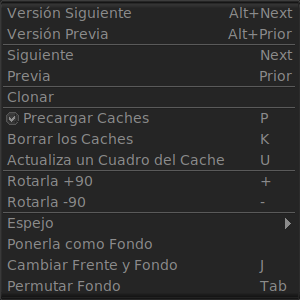 Versión Siguiente Alt+Next
Versión Previa Alt+Prior
Siguiente Next
Previa Prior
Clonar
Precargar Caches P
Borrar los Caches K
Actualiza un Cuadro del Cache U
Rotarla +90 +
Rotarla -90 -
Espejo
Ponerla como Fondo
Cambiar Frente y Fondo J
Permutar Fondo Tab